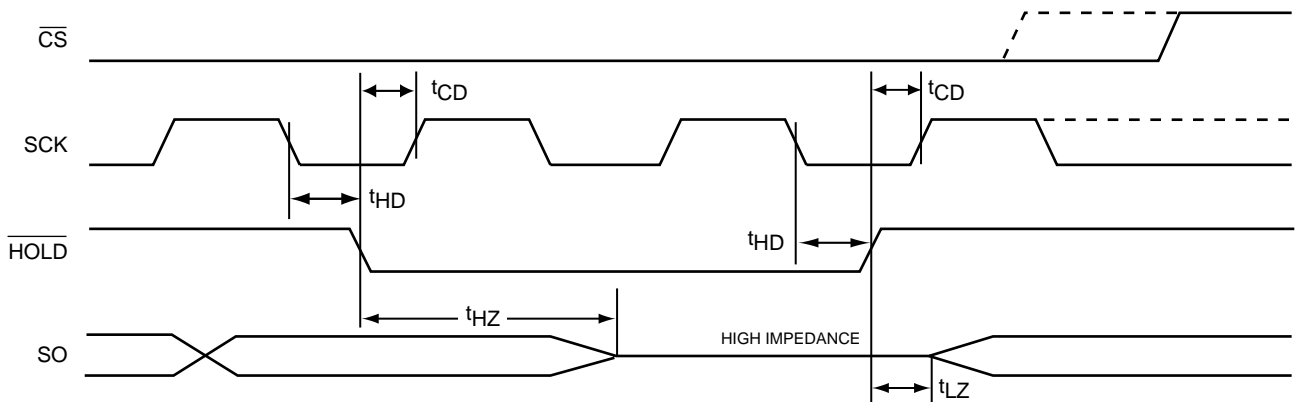 CS
tCD
tCD
SCK
tHD
tHD
HOLD
tHZ
HIGH IMPEDANCE
SO
tLZ